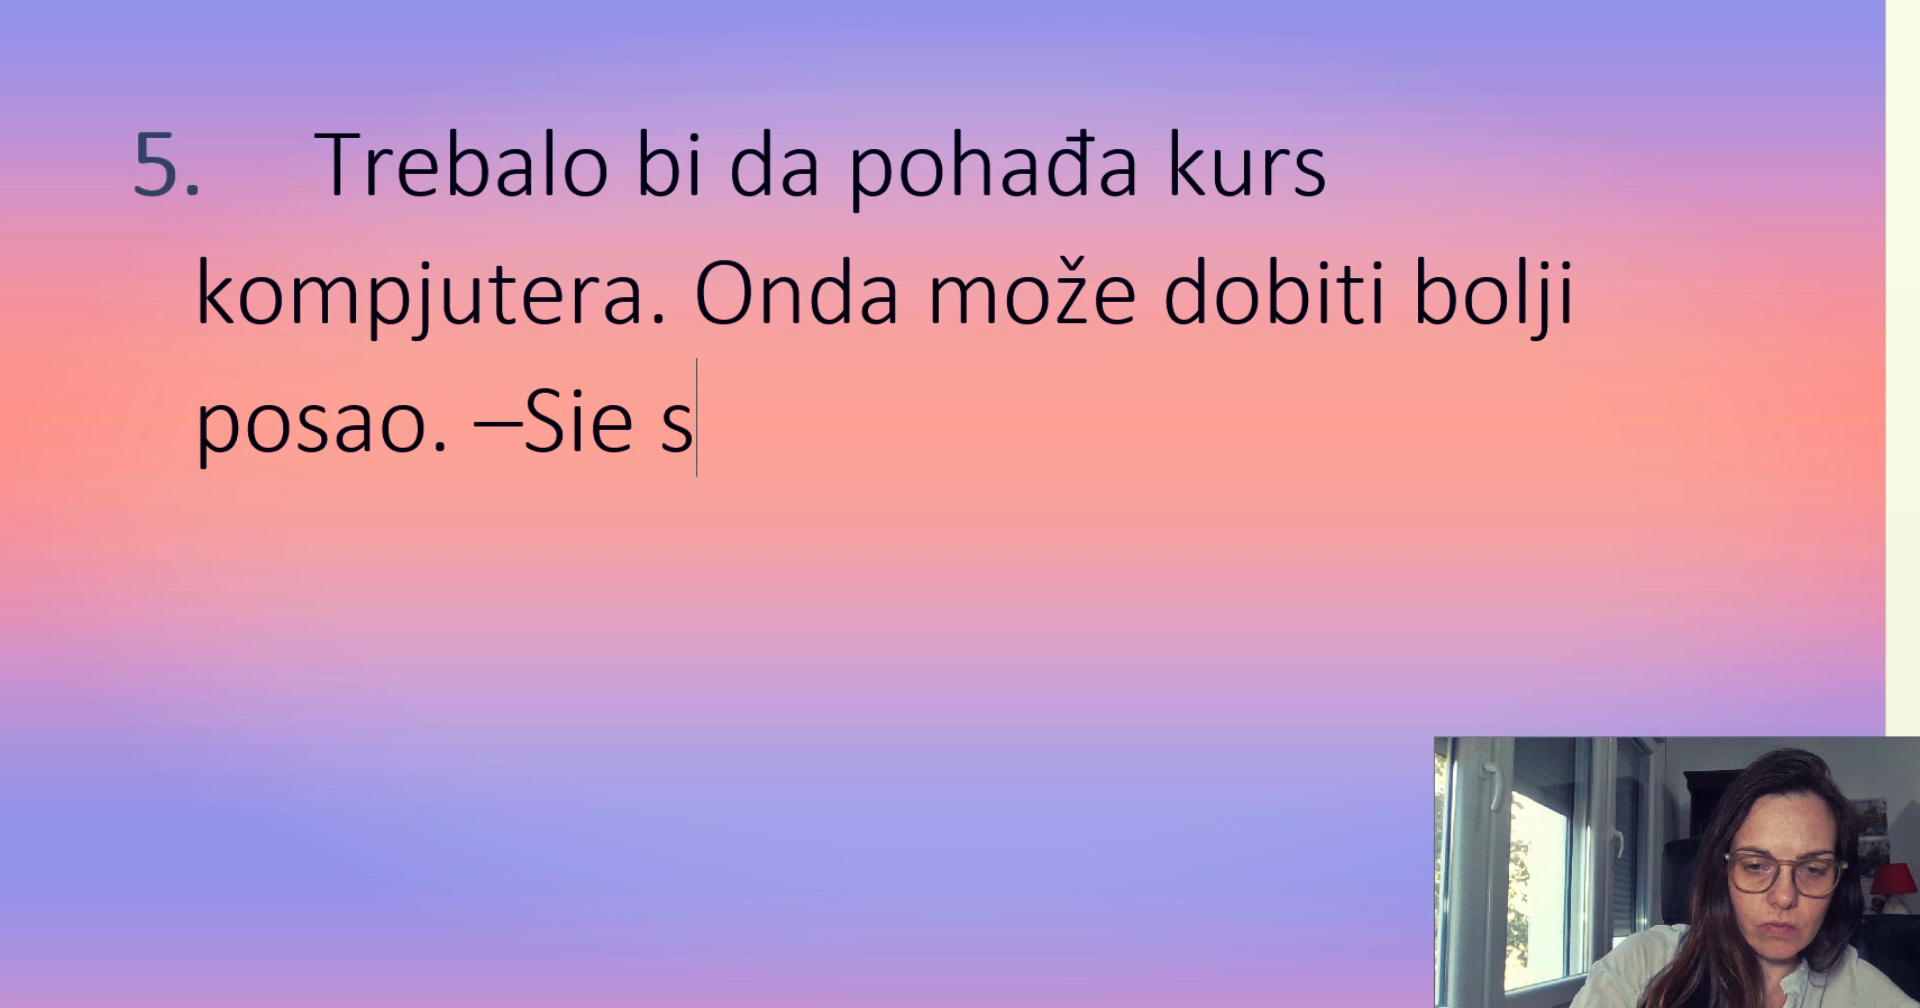 5. Trebalo bi da pohađa kurs
kompjutera. Onda može dobiti bolji
posao. –Sie s